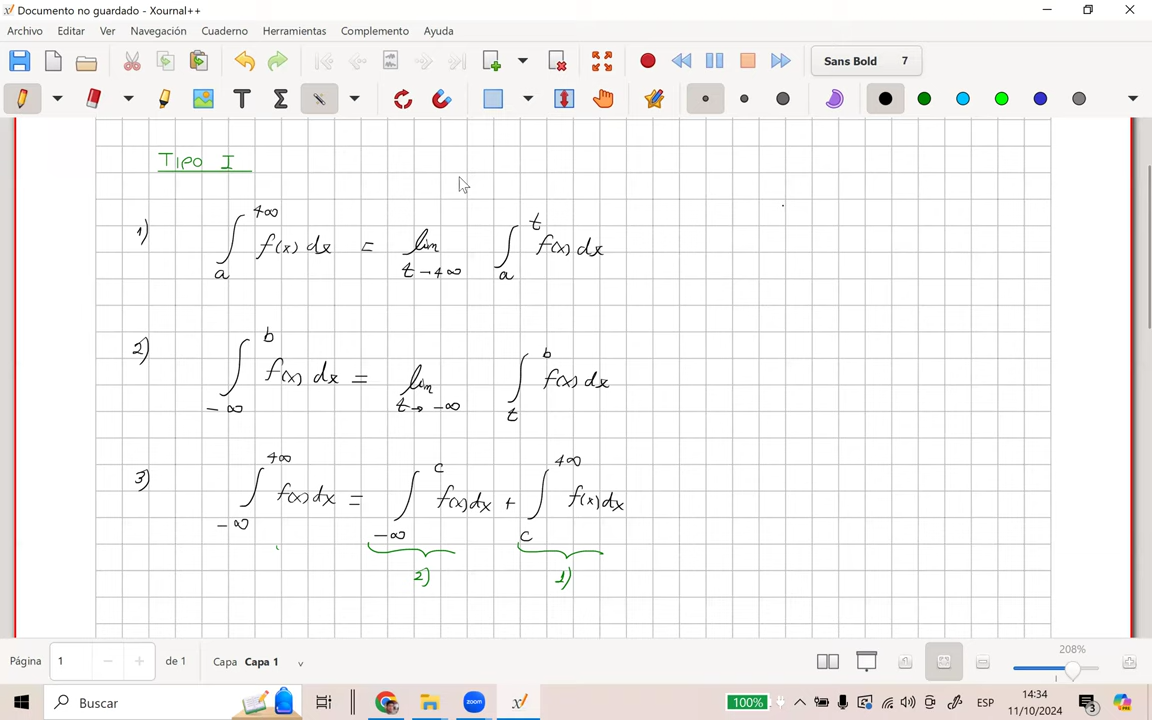 Documento no guardado - Xournal++
Archivo Editar Ver Navegación Cuaderno Herramientas Complemento Ayuda
Sans Bold 7
TIPO I
1) ∫_a^{+∞} f(x) dx = lim_{t→+∞} ∫_a^t f(x) dx
2) ∫_{-∞}^b f(x) dx = lim_{t→-∞} ∫_t^b f(x) dx
3) ∫_{-∞}^{+∞} f(x) dx = ∫_{-∞}^c f(x) dx + ∫_c^{+∞} f(x) dx
2) 1)
208%
Página 1 de 1 Capa Capa 1
Buscar
100% ESP 14:34
11/10/2024 3